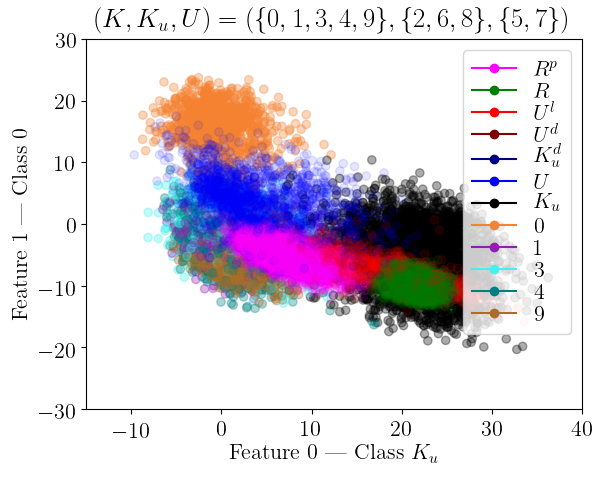 (K, K_u, U) = ({0, 1, 3, 4, 9}, {2, 6, 8}, {5, 7})
30
20
10
0
−10
−20
−30
Feature 1 — Class 0
−10
0
10
20
30
40
Feature 0 — Class K_u
R^p
R
U^l
U^d
K_u^d
U
K_u
0
1
3
4
9